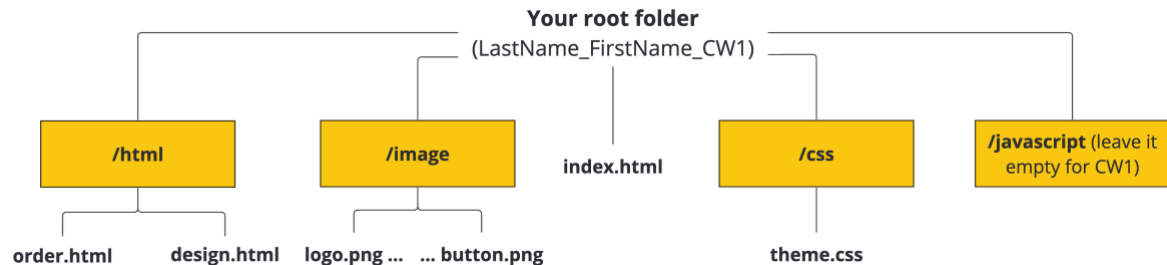 Your root folder
(LastName_FirstName_CW1)
/html
/image
index.html
/css
/javascript (leave it
empty for CW1)
order.html
design.html
logo.png ...
... button.png
theme.css